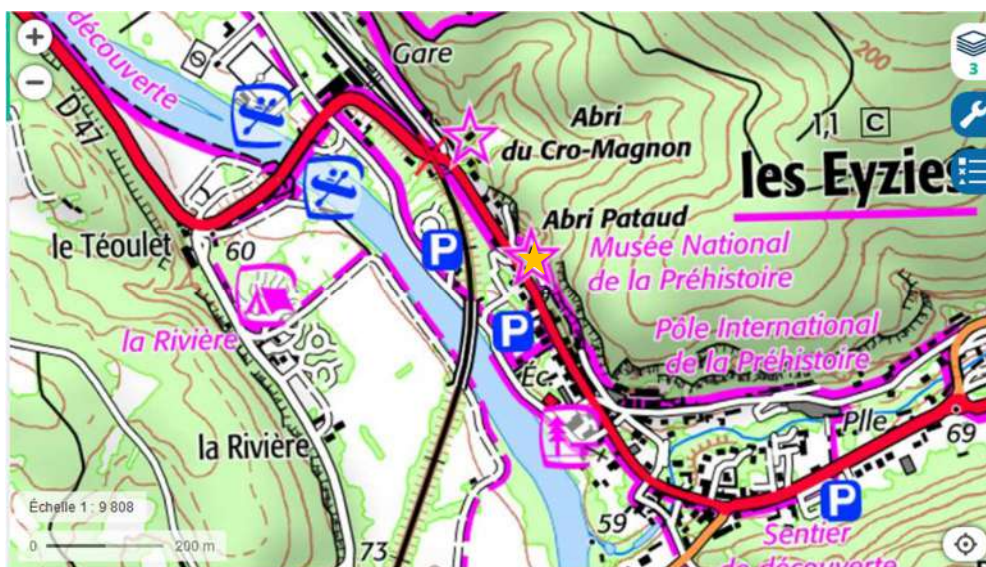 découverte
Gare
D 47
Abri
du Cro-Magnon
200
3
1,1 C
les Eyzies
Abri Pataud
le Téoulet
60
P
Musée National
de la Préhistoire
la Rivière
P
Pôle International
de la Préhistoire
Éc.
la Rivière
Plle
69
P
Échelle 1 : 9 808
0 200 m
59
73
Sentier
de découverte